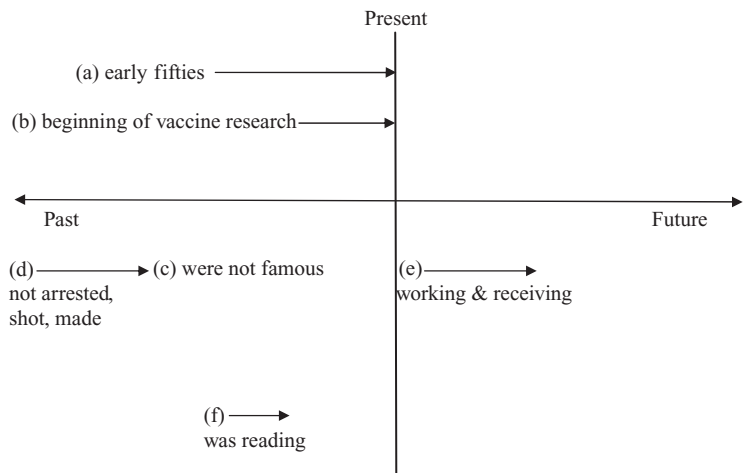 Present
(a) early fifties
(b) beginning of vaccine research
Past
Future
(d)
not arrested,
shot, made
(c) were not famous
(e)
working & receiving
(f)
was reading